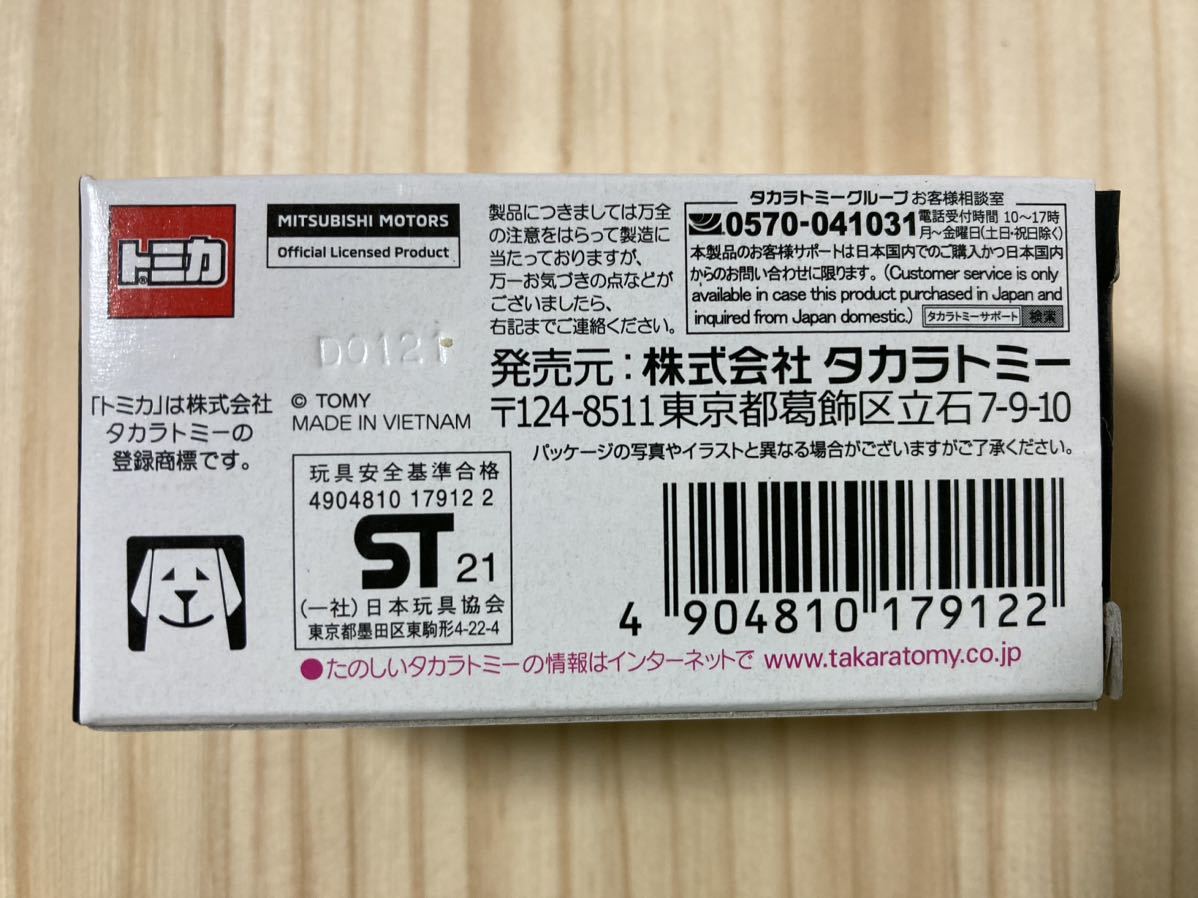 トミカ
MITSUBISHI MOTORS
Official Licensed Product
D0121
「トミカ」は株式会社
タカラトミーの
登録商標です。
© TOMY
MADE IN VIETNAM
製品につきましては万全
の注意をはらって製造に
当たっておりますが、
万一お気づきの点などが
ございましたら、
右記までご連絡ください。
タカラトミーグループ お客様相談室
0570-041031 電話受付時間 10〜17時
月〜金曜日(土日・祝日除く)
本製品のお客様サポートは日本国内でのご購入かつ日本国内
からのお問い合わせに限ります。(Customer service is only
available in case this product purchased in Japan and
inquired from Japan domestic.) タカラトミーサポート 検索
発売元:株式会社 タカラトミー
〒124-8511 東京都葛飾区立石7-9-10
パッケージの写真やイラストと異なる場合がございますがご了承ください。
玩具安全基準合格
4904810 17912 2
ST 21
(一社)日本玩具協会
東京都墨田区東駒形4-22-4
4 904810 179122
●たのしいタカラトミーの情報はインターネットで www.takaratomy.co.jp